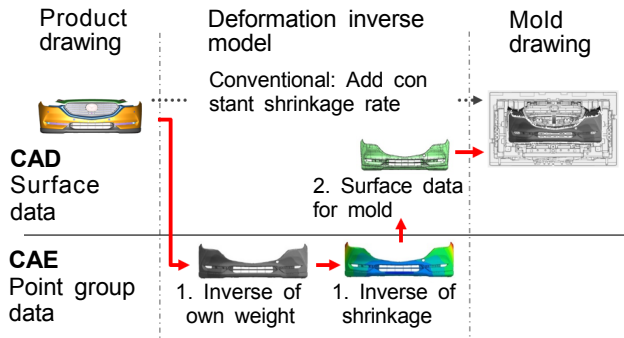 Product
drawing
Deformation inverse
model
Mold
drawing
Conventional: Add con
stant shrinkage rate
CAD
Surface
data
2. Surface data
for mold
CAE
Point group
data
1. Inverse of
own weight
1. Inverse of
shrinkage